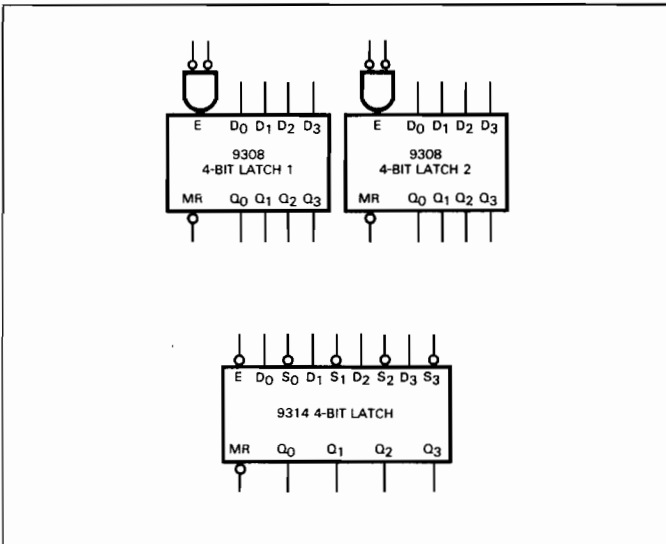 E D0 D1 D2 D3
9308
4-BIT LATCH 1
MR Q0 Q1 Q2 Q3
E D0 D1 D2 D3
9308
4-BIT LATCH 2
MR Q0 Q1 Q2 Q3
E D0 S0 D1 S1 D2 S2 D3 S3
9314 4-BIT LATCH
MR Q0 Q1 Q2 Q3